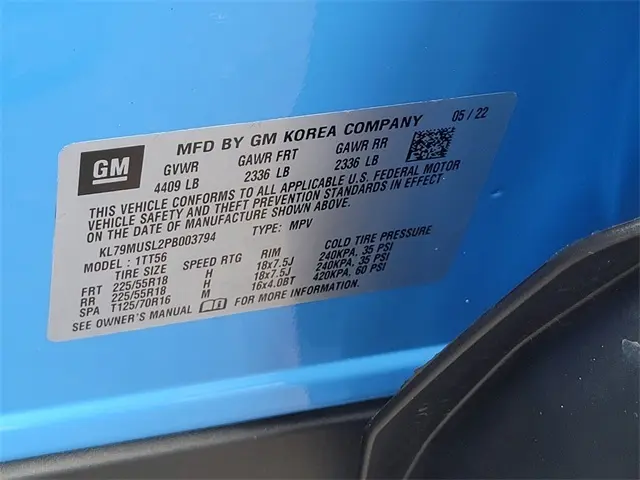 MFD BY GM KOREA COMPANY 05 / 22
GM
GVWR GAWR FRT GAWR RR
4409 LB 2336 LB 2336 LB
THIS VEHICLE CONFORMS TO ALL APPLICABLE U.S. FEDERAL MOTOR
VEHICLE SAFETY AND THEFT PREVENTION STANDARDS IN EFFECT
ON THE DATE OF MANUFACTURE SHOWN ABOVE.
KL79MUSL2PB003794 TYPE: MPV
MODEL : 1TT56
TIRE SIZE SPEED RTG RIM COLD TIRE PRESSURE
FRT 225/55R18 H 18x7.5J 240KPA, 35 PSI
RR 225/55R18 H 18x7.5J 240KPA, 35 PSI
SPA T125/70R16 M 16x4.0BT 420KPA, 60 PSI
SEE OWNER'S MANUAL FOR MORE INFORMATION.